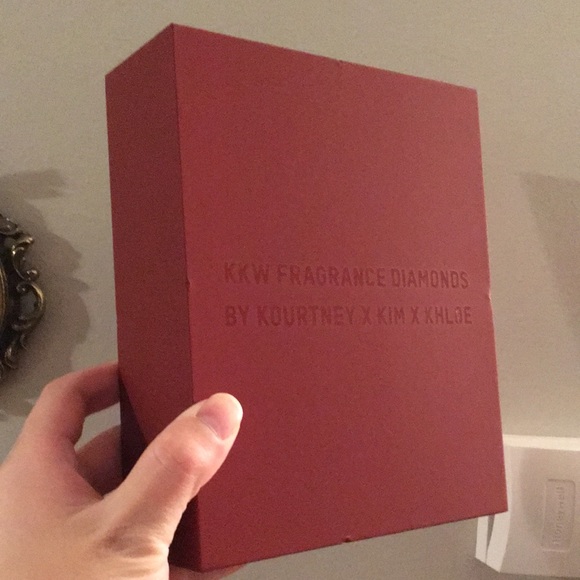 KKW FRAGRANCE DIAMONDS
BY KOURTNEY X KIM X KHLOE